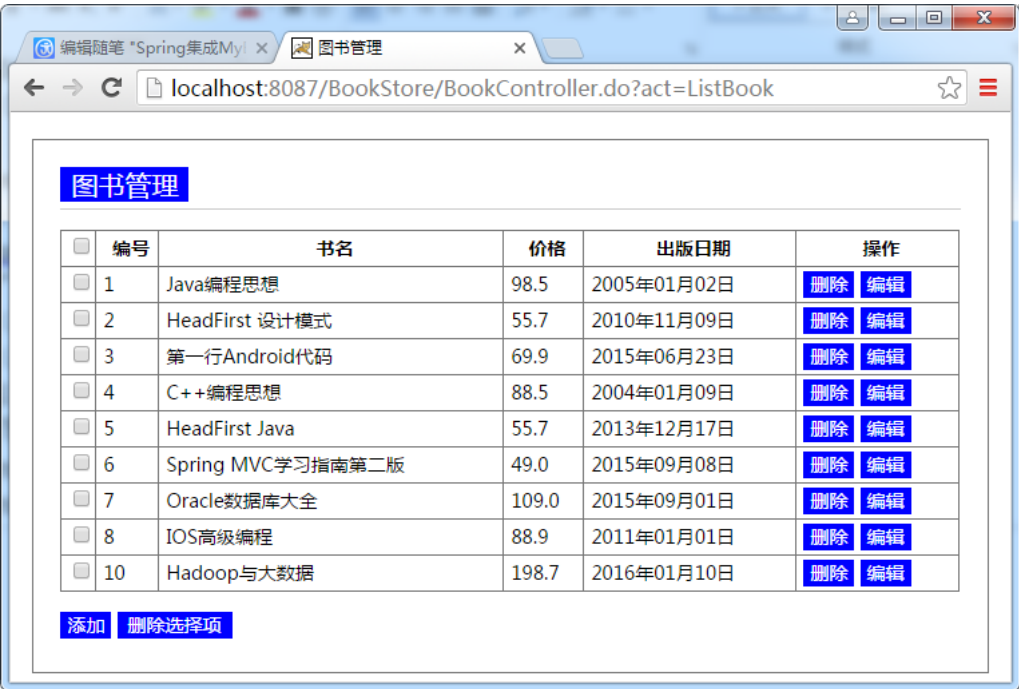 编辑随笔 "Spring集成My 图书管理
localhost:8087/BookStore/BookController.do?act=ListBook
图书管理
编号 书名 价格 出版日期 操作
1 Java编程思想 98.5 2005年01月02日 删除 编辑
2 HeadFirst 设计模式 55.7 2010年11月09日 删除 编辑
3 第一行Android代码 69.9 2015年06月23日 删除 编辑
4 C++编程思想 88.5 2004年01月09日 删除 编辑
5 HeadFirst Java 55.7 2013年12月17日 删除 编辑
6 Spring MVC学习指南第二版 49.0 2015年09月08日 删除 编辑
7 Oracle数据库大全 109.0 2015年09月01日 删除 编辑
8 IOS高级编程 88.9 2011年01月01日 删除 编辑
10 Hadoop与大数据 198.7 2016年01月10日 删除 编辑
添加 删除选择项